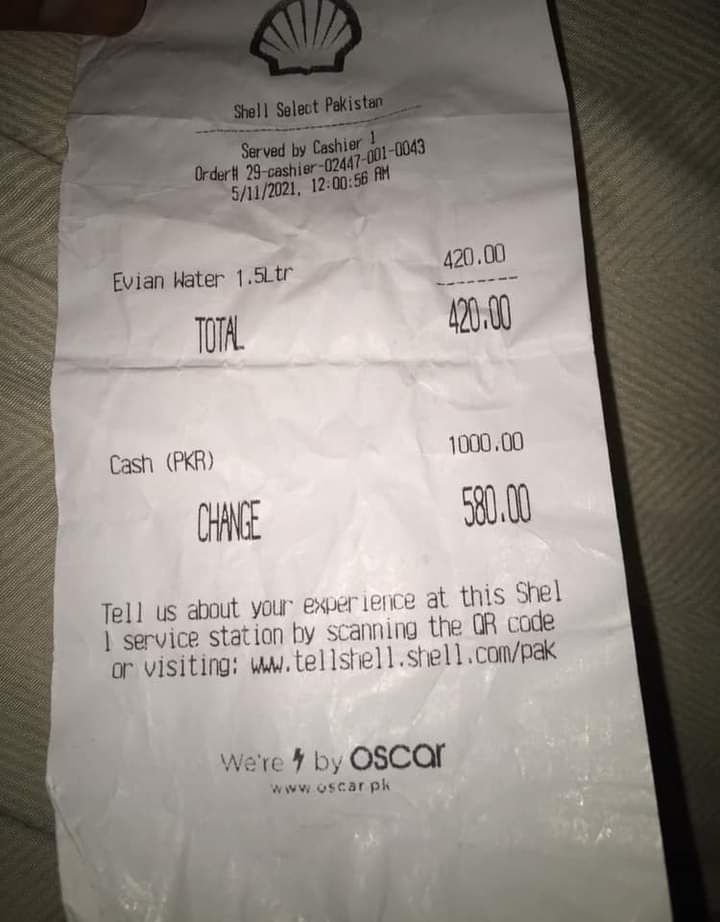 Shell Select Pakistan
Served by Cashier 1
Order# 29-cashier-02447-001-0043
5/11/2021, 12:00:56 AM
Evian Water 1.5Ltr 420.00
TOTAL 420.00
Cash (PKR) 1000.00
CHANGE 580.00
Tell us about your experience at this Shel
l service station by scanning the QR code
or visiting: www.tellshell.shell.com/pak
We're by OSCAR
www.oscar.pk